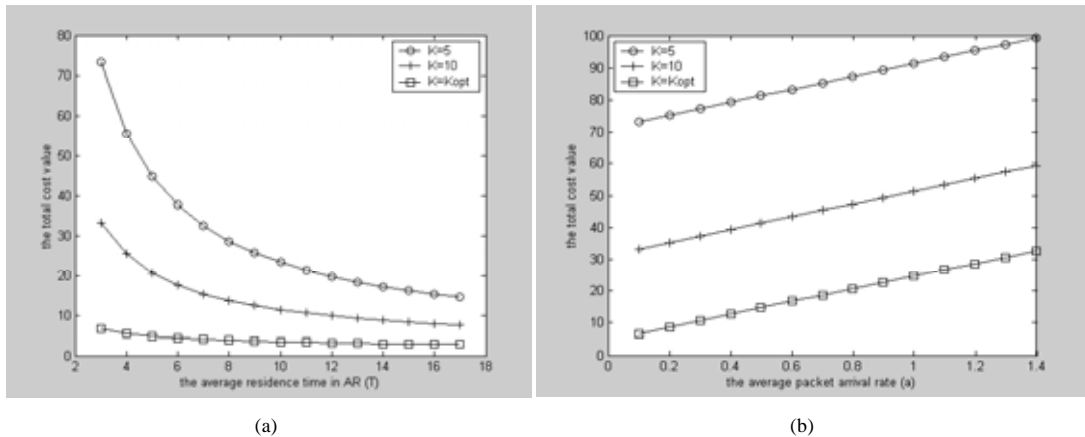 80
70
60
50
40
30
20
10
0
the total cost value
K=5
K=10
K=Kopt
2 4 6 8 10 12 14 16 18
the average residence time in AR (T)
(a)
100
90
80
70
60
50
40
30
20
10
0
the total cost value
K=5
K=10
K=Kopt
0.2 0.4 0.6 0.8 1 1.2 1.4
the average packet arrival rate (a)
(b)